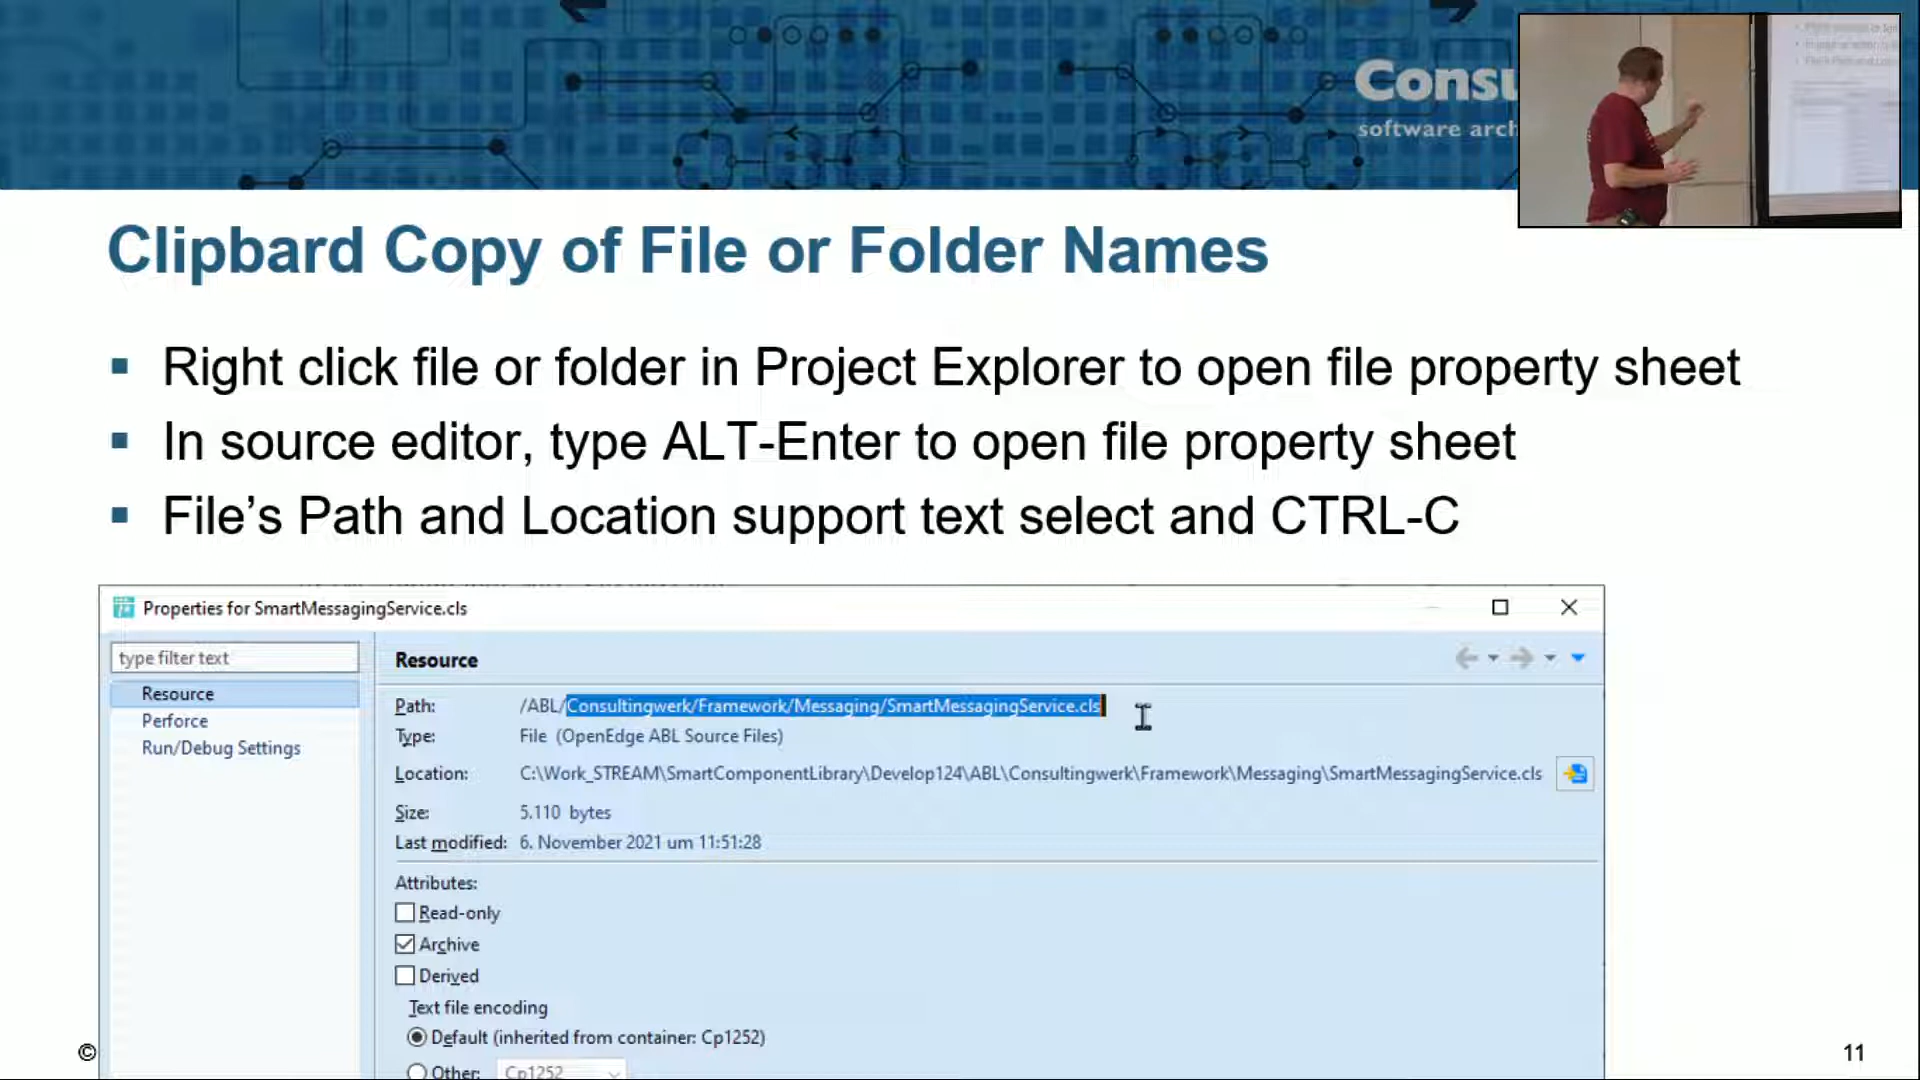 Consu
software arch
Clipbard Copy of File or Folder Names
Right click file or folder in Project Explorer to open file property sheet
In source editor, type ALT-Enter to open file property sheet
File’s Path and Location support text select and CTRL-C
Properties for SmartMessagingService.cls
type filter text
Resource
Perforce
Run/Debug Settings
Resource
Path: /ABL/Consultingwerk/Framework/Messaging/SmartMessagingService.cls
Type: File (OpenEdge ABL Source Files)
Location: C:\Work_STREAM\SmartComponentLibrary\Develop124\ABL\Consultingwerk\Framework\Messaging\SmartMessagingService.cls
Size: 5.110 bytes
Last modified: 6. November 2021 um 11:51:28
Attributes:
Read-only
Archive
Derived
Text file encoding
Default (inherited from container: Cp1252)
Other: Cp1252
©
11